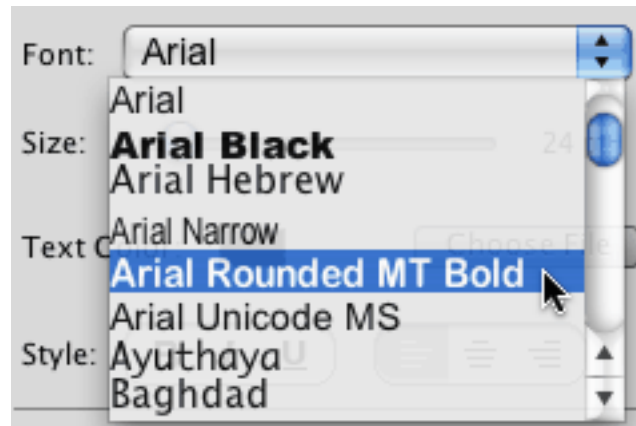 Font: Arial
Arial
Size: Arial Black 24
Arial Hebrew
Arial Narrow
Text Color: Choose File
Arial Rounded MT Bold
Arial Unicode MS
Style: Ayuthaya B I U
Baghdad